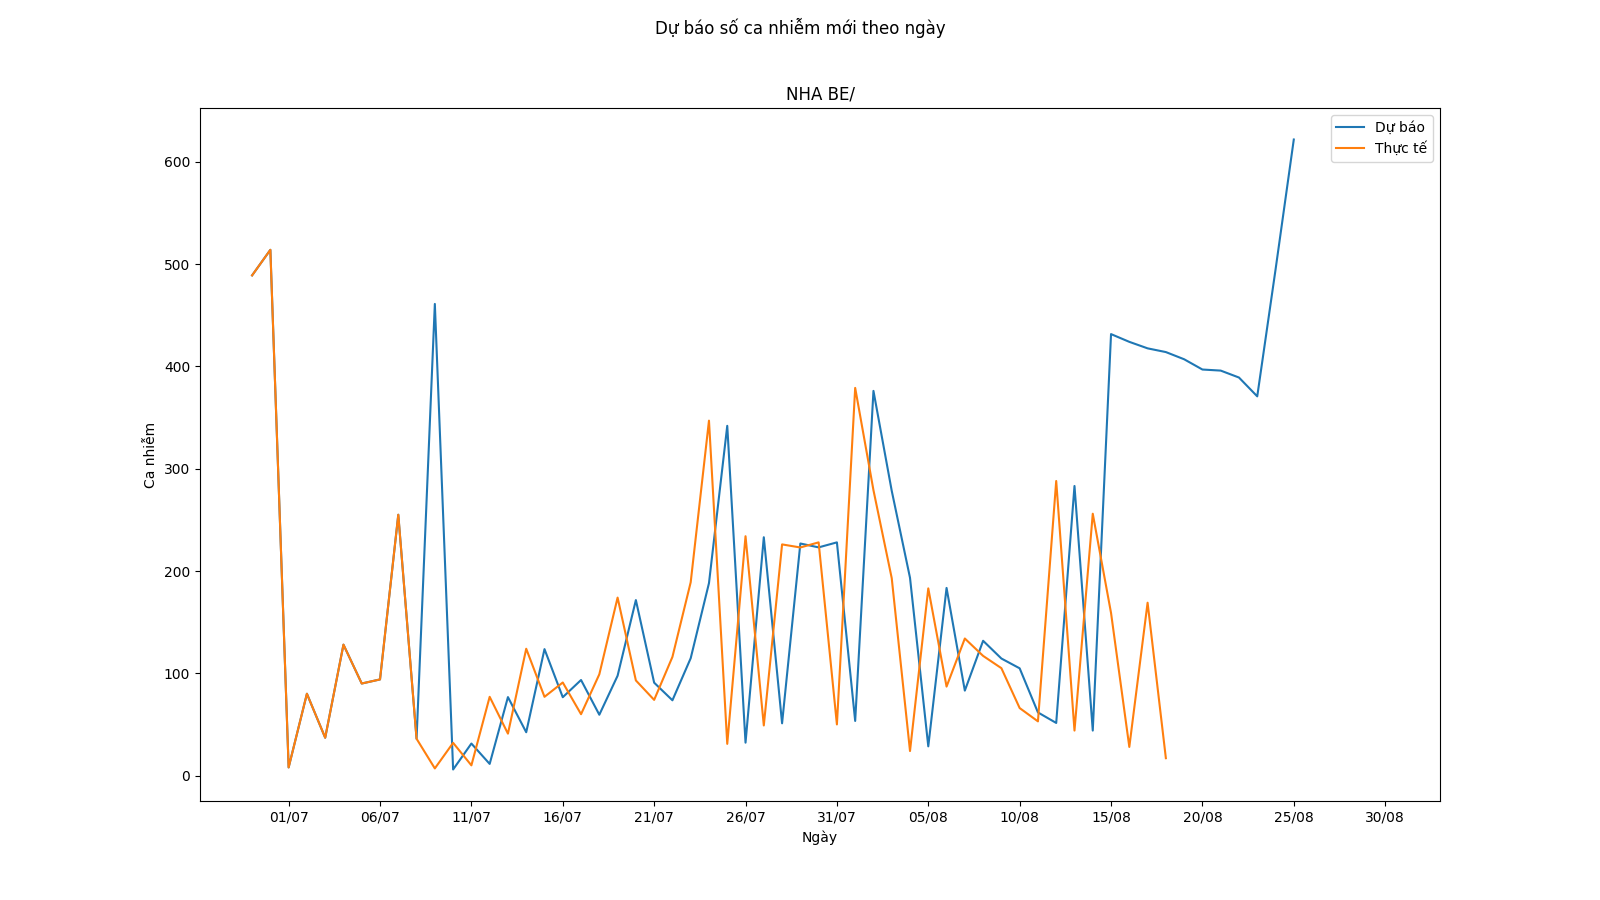 Dự báo số ca nhiễm mới theo ngày
NHA BE/
Dự báo
Thực tế
600
500
400
300
200
100
0
Ca nhiễm
01/07 06/07 11/07 16/07 21/07 26/07 31/07 05/08 10/08 15/08 20/08 25/08 30/08
Ngày